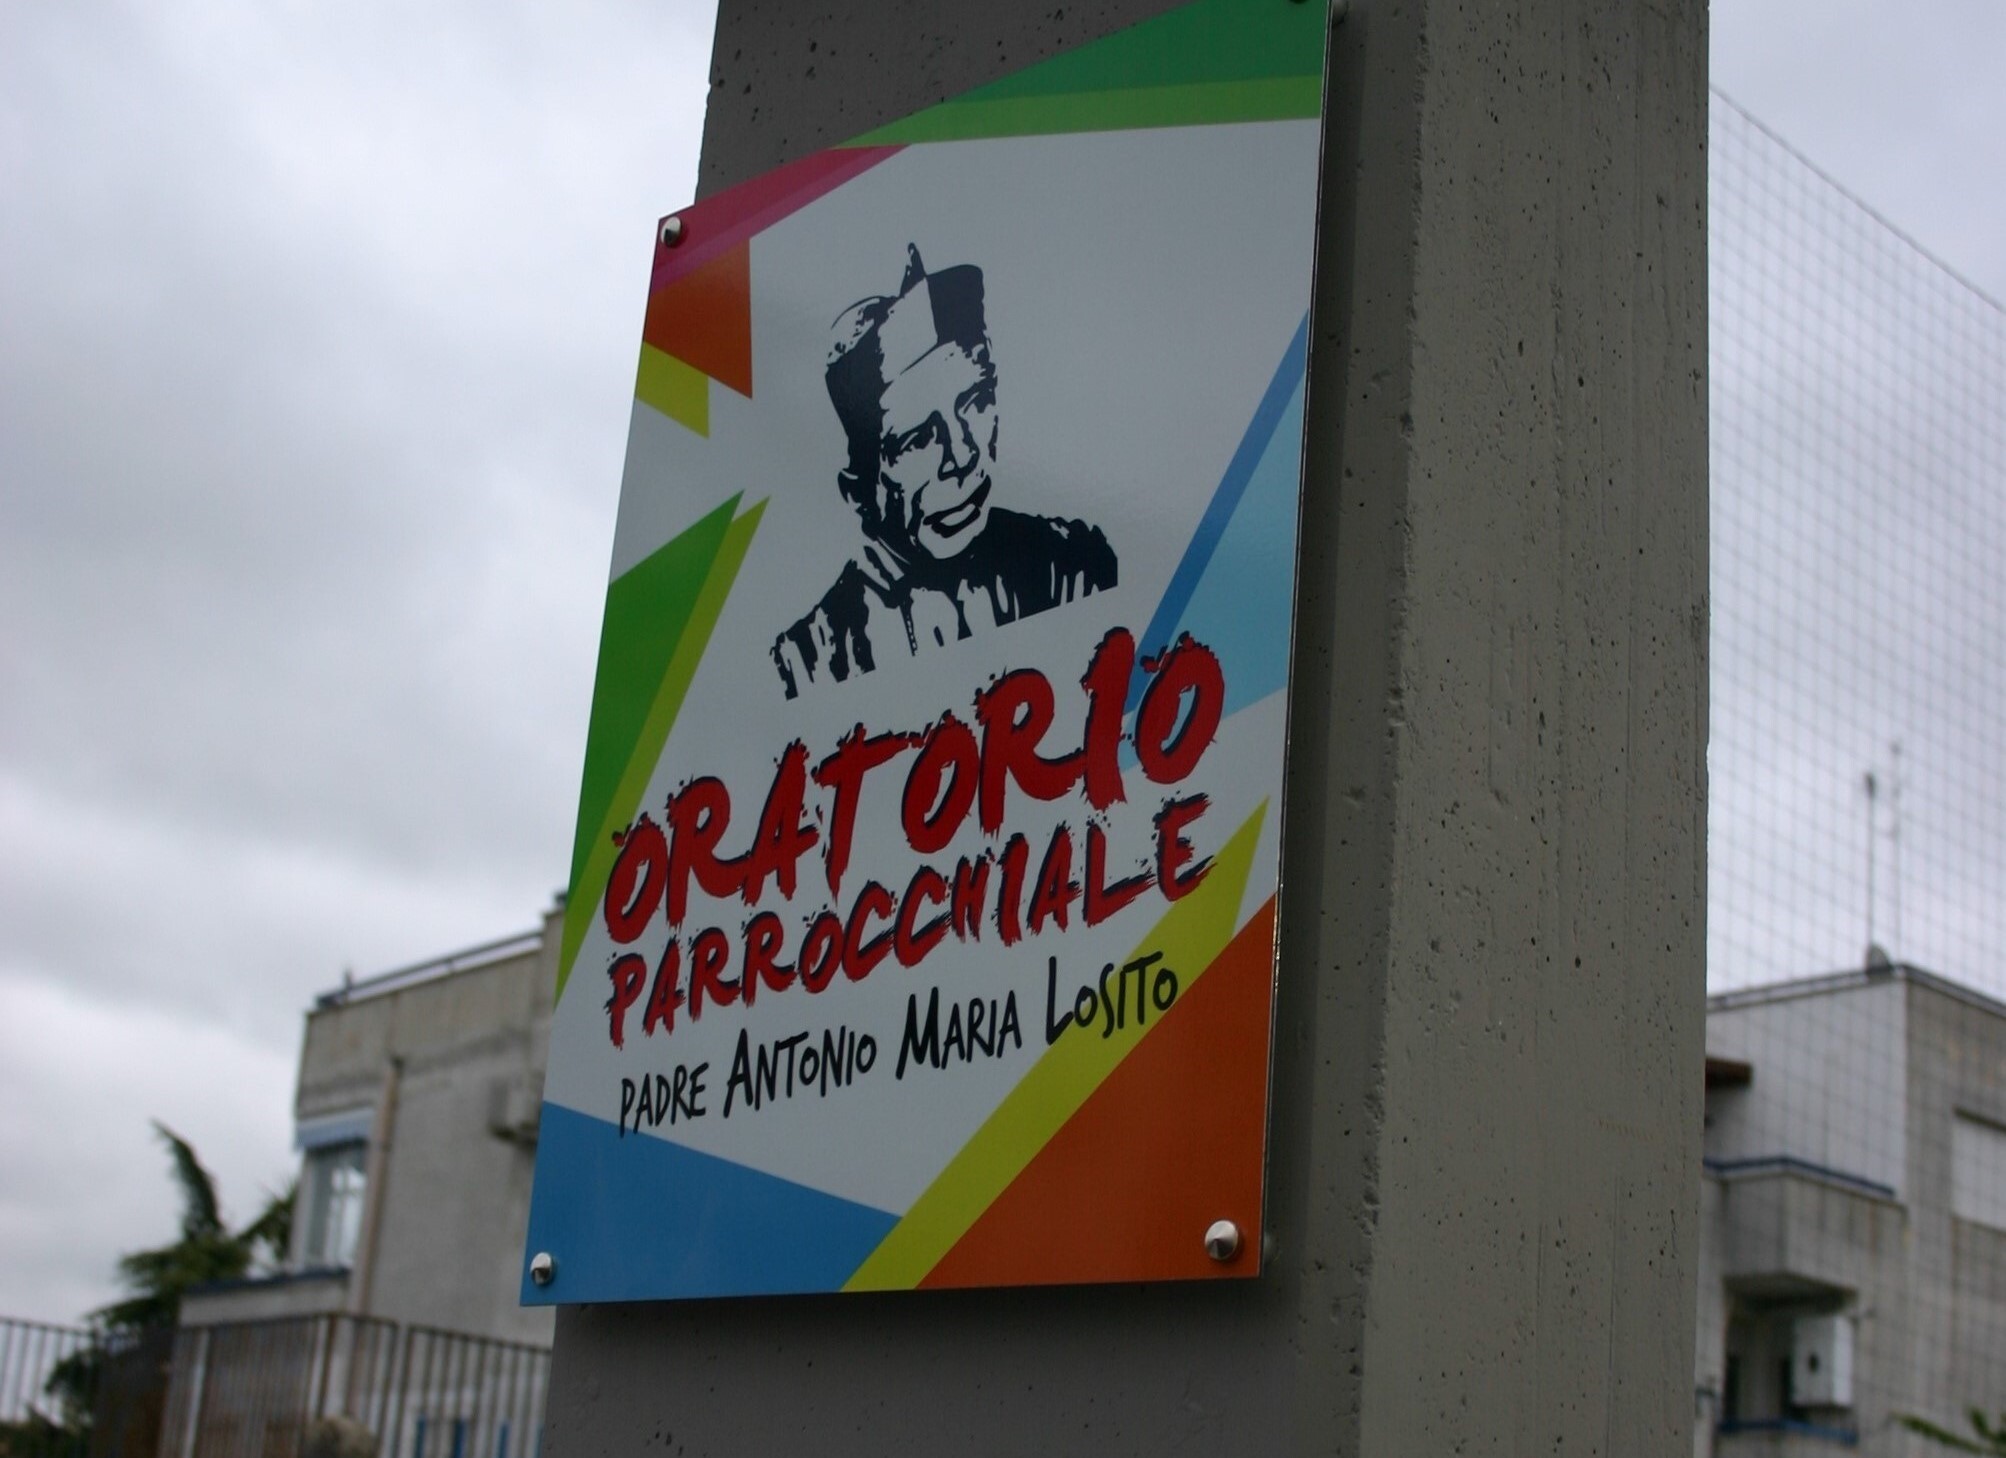 ORATORIO
PARROCCHIALE
PADRE ANTONIO MARIA LOSITO